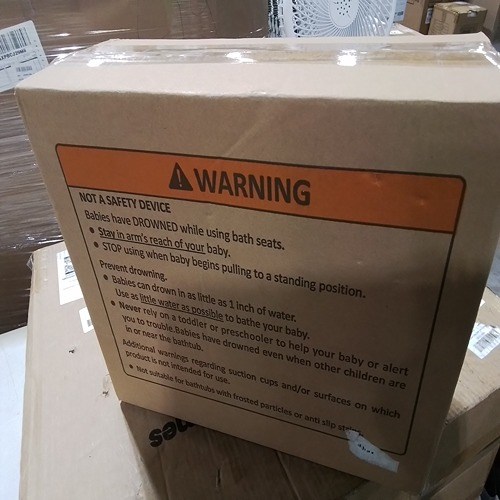 WARNING
NOT A SAFETY DEVICE
Babies have DROWNED while using bath seats.
• Stay in arm's reach of your baby.
• STOP using when baby begins pulling to a standing position.
Prevent drowning.
• Babies can drown in as little as 1 inch of water.
Use as little water as possible to bathe your baby.
• Never rely on a toddler or preschooler to help your baby or alert
you to trouble.Babies have drowned even when other children are
in or near the bathtub.
Additional warnings regarding suction cups and/or surfaces on which
product is not intended for use.
• Not suitable for bathtubs with frosted particles or anti slip